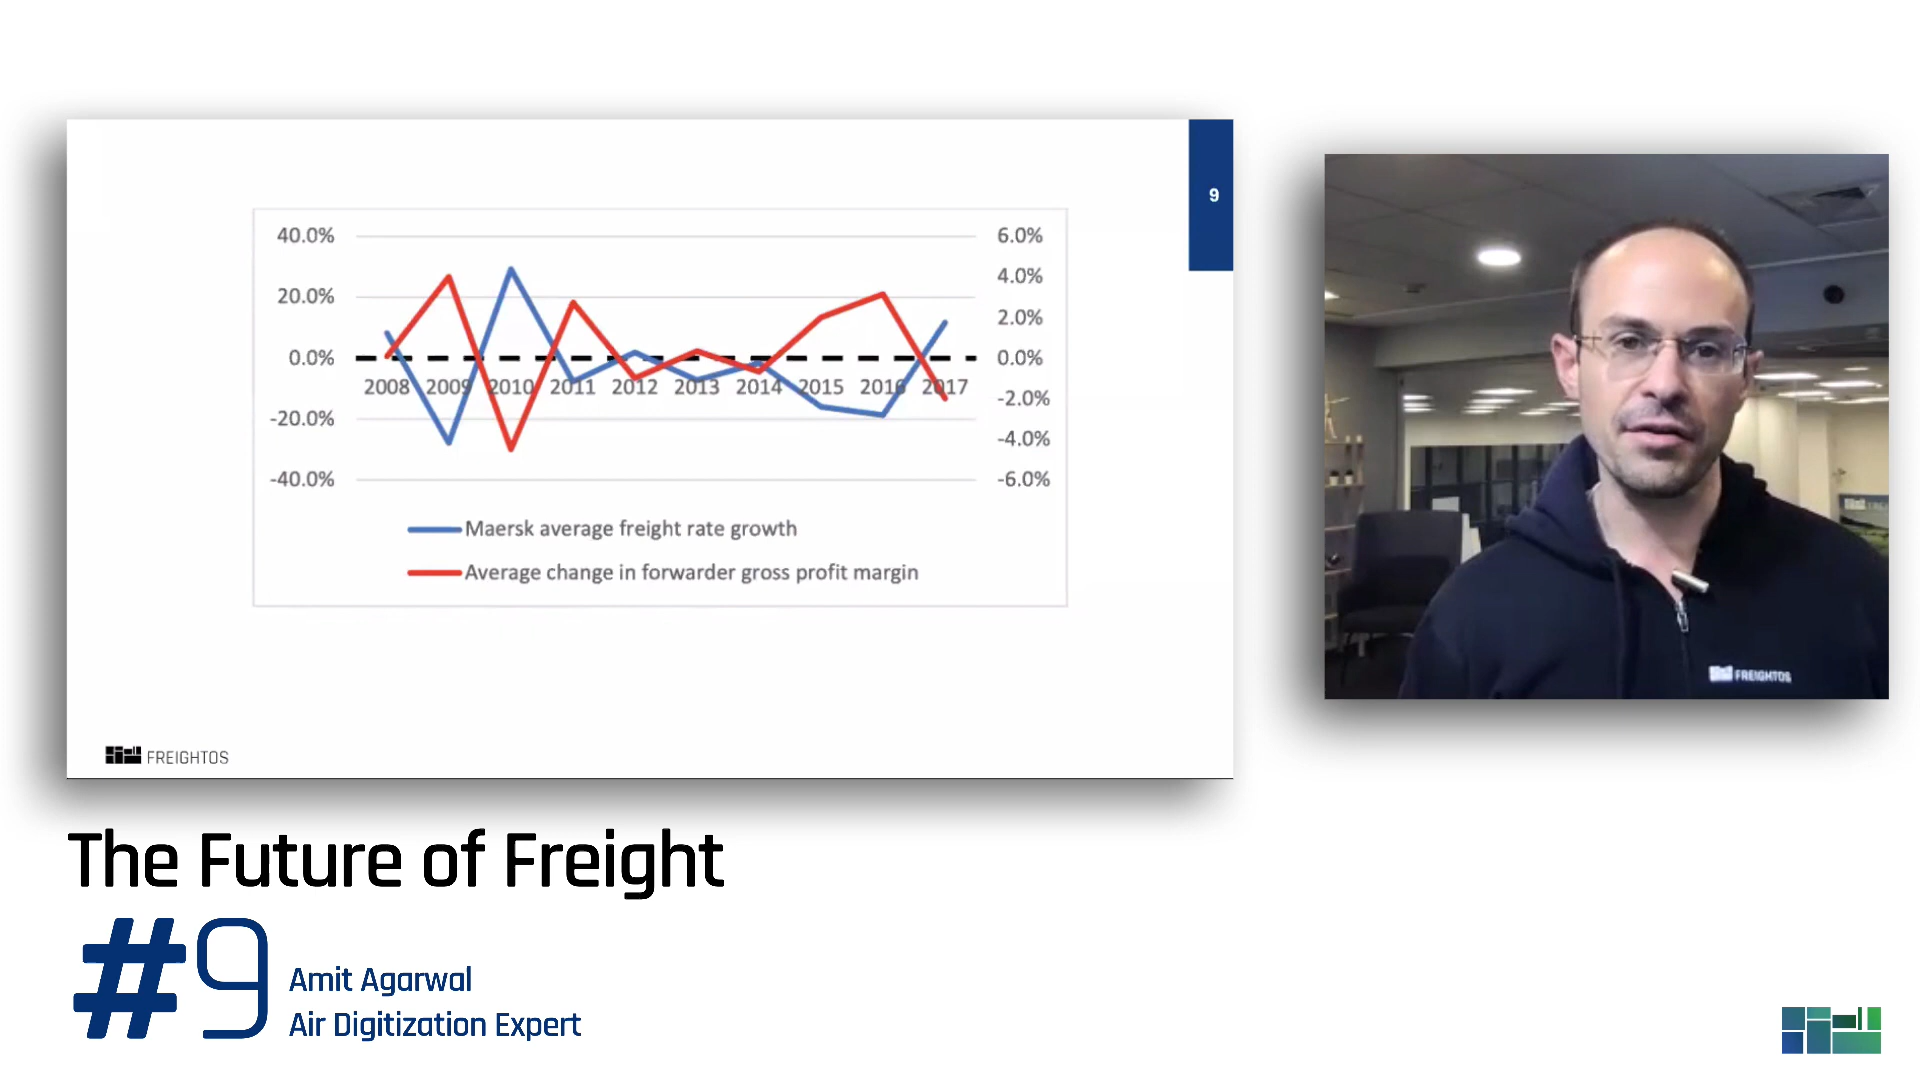 9
40.0%
20.0%
0.0%
-20.0%
-40.0%
6.0%
4.0%
2.0%
0.0%
-2.0%
-4.0%
-6.0%
2008 2009 2010 2011 2012 2013 2014 2015 2016 2017
Maersk average freight rate growth
Average change in forwarder gross profit margin
FREIGHTOS
FREIGHTOS
The Future of Freight
#9
Amit Agarwal
Air Digitization Expert